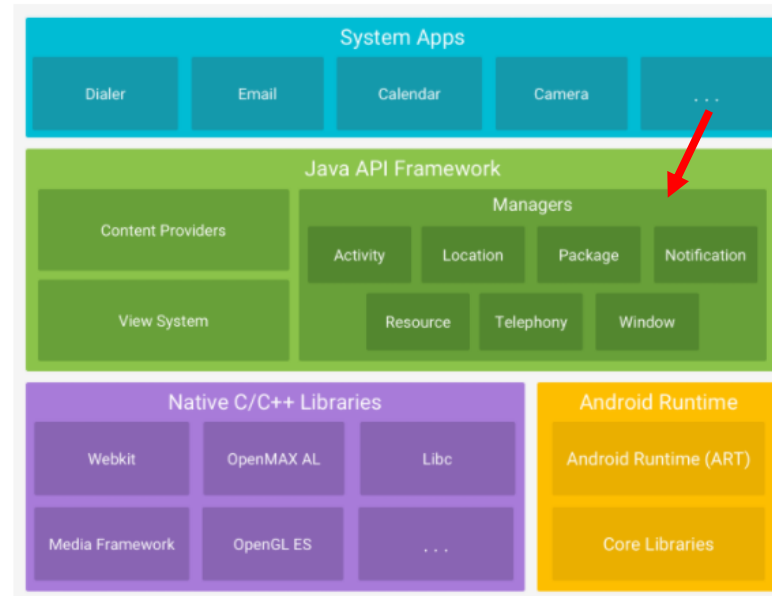 System Apps
Dialer
Email
Calendar
Camera
. . .
Java API Framework
Content Providers
View System
Managers
Activity
Location
Package
Notification
Resource
Telephony
Window
Native C/C++ Libraries
Webkit
OpenMAX AL
Libc
Media Framework
OpenGL ES
. . .
Android Runtime
Android Runtime (ART)
Core Libraries